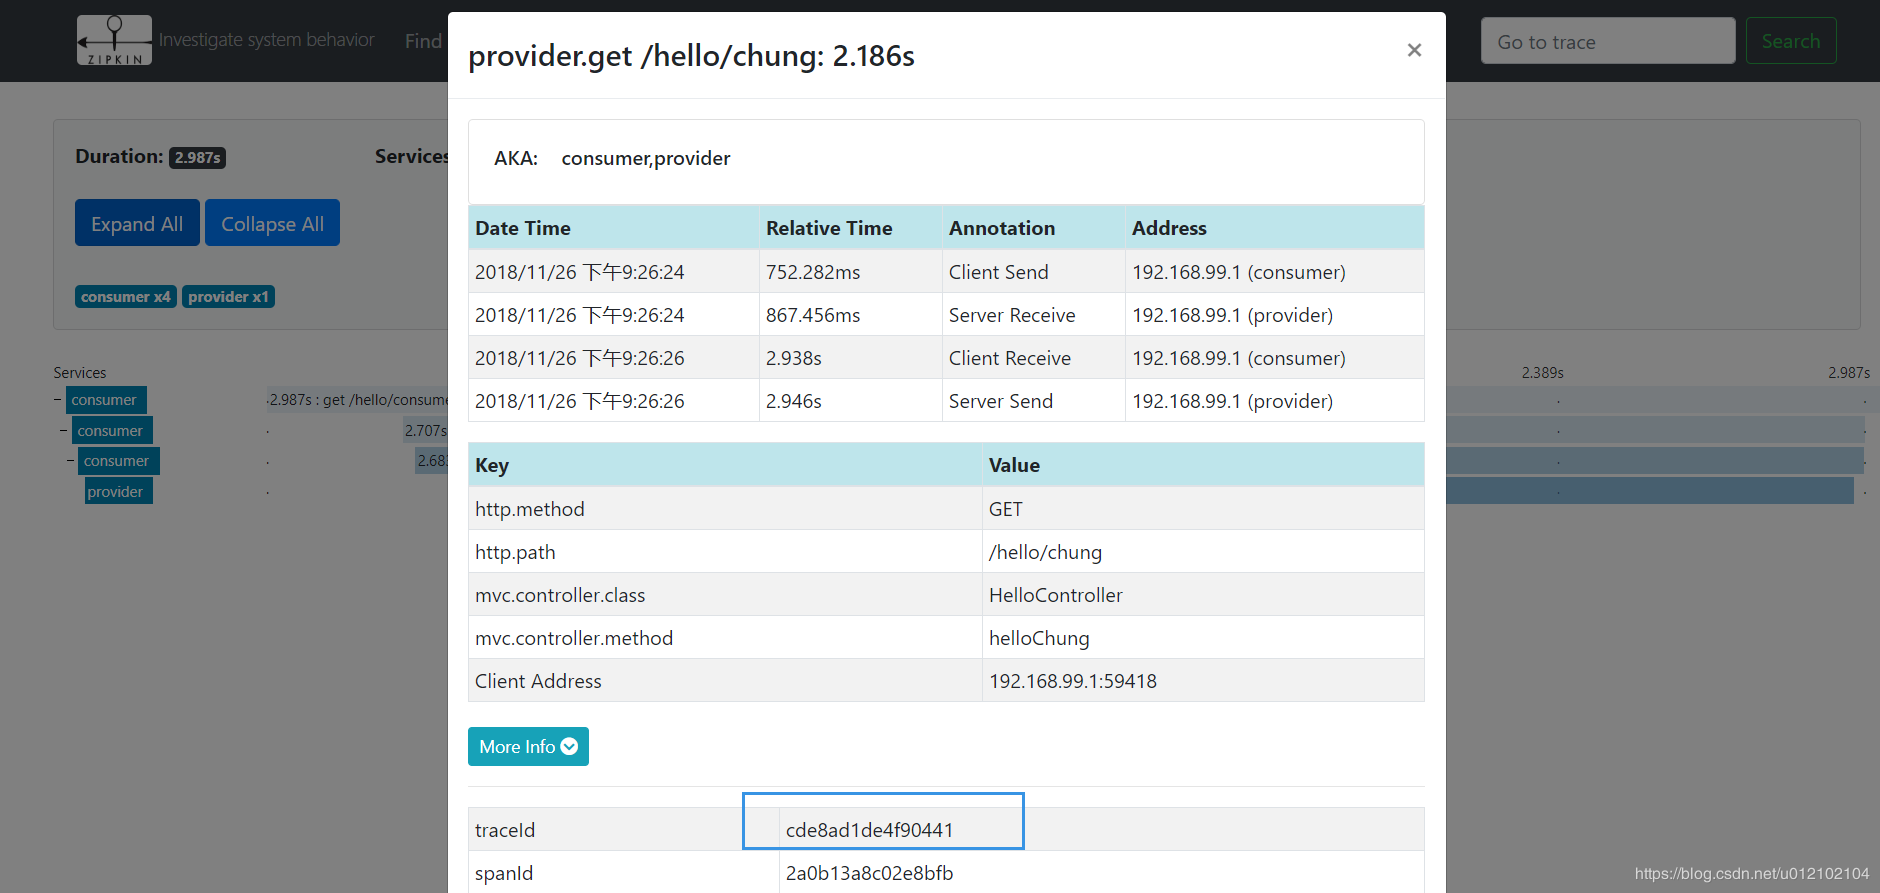 ZIPKIN
Investigate system behavior
Find
Go to trace
Search
provider.get /hello/chung: 2.186s
×
Duration: 2.987s
Services
Expand All
Collapse All
consumer x4
provider x1
AKA: consumer,provider
Date Time Relative Time Annotation Address
2018/11/26 下午9:26:24 752.282ms Client Send 192.168.99.1 (consumer)
2018/11/26 下午9:26:24 867.456ms Server Receive 192.168.99.1 (provider)
2018/11/26 下午9:26:26 2.938s Client Receive 192.168.99.1 (consumer)
2018/11/26 下午9:26:26 2.946s Server Send 192.168.99.1 (provider)
Services
2.389s 2.987s
− consumer
·2.987s : get /hello/consume
− consumer
2.707s
− consumer
2.683
provider
Key Value
http.method GET
http.path /hello/chung
mvc.controller.class HelloController
mvc.controller.method helloChung
Client Address 192.168.99.1:59418
More Info
traceId cde8ad1de4f90441
spanId 2a0b13a8c02e8bfb
https://blog.csdn.net/u012102104